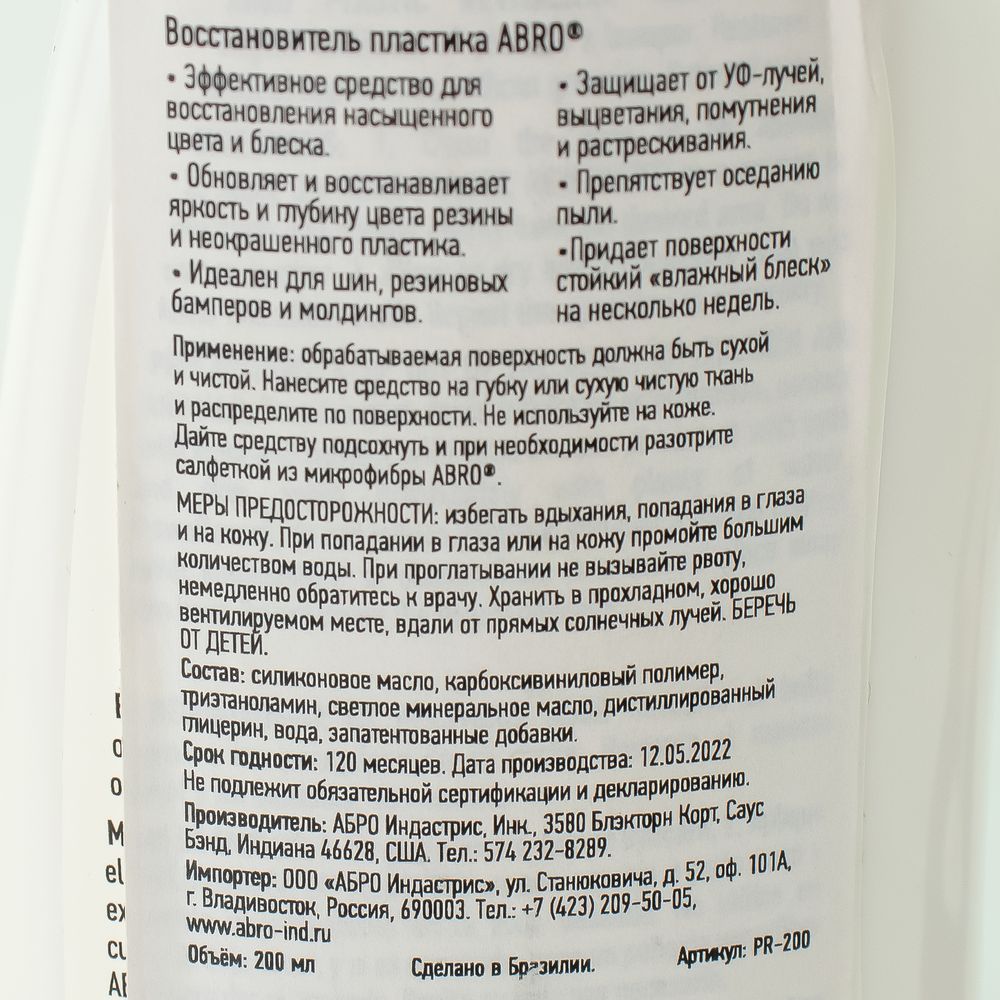 Восстановитель пластика ABRO®
• Эффективное средство для
восстановления насыщенного
цвета и блеска.
• Обновляет и восстанавливает
яркость и глубину цвета резины
и неокрашенного пластика.
• Идеален для шин, резиновых
бамперов и молдингов.
• Защищает от УФ-лучей,
выцветания, помутнения
и растрескивания.
• Препятствует оседанию
пыли.
•Придает поверхности
стойкий «влажный блеск»
на несколько недель.
Применение: обрабатываемая поверхность должна быть сухой
и чистой. Нанесите средство на губку или сухую чистую ткань
и распределите по поверхности. Не используйте на коже.
Дайте средству подсохнуть и при необходимости разотрите
салфеткой из микрофибры ABRO®.
МЕРЫ ПРЕДОСТОРОЖНОСТИ: избегать вдыхания, попадания в глаза
и на кожу. При попадании в глаза или на кожу промойте большим
количеством воды. При проглатывании не вызывайте рвоту,
немедленно обратитесь к врачу. Хранить в прохладном, хорошо
вентилируемом месте, вдали от прямых солнечных лучей. БЕРЕЧЬ
ОТ ДЕТЕЙ.
Состав: силиконовое масло, карбоксивиниловый полимер,
триэтаноламин, светлое минеральное масло, дистиллированный
глицерин, вода, запатентованные добавки.
Срок годности: 120 месяцев. Дата производства: 12.05.2022
Не подлежит обязательной сертификации и декларированию.
Производитель: АБРО Индастрис, Инк., 3580 Блэкторн Корт, Саус
Бэнд, Индиана 46628, США. Тел.: 574 232-8289.
Импортер: ООО «АБРО Индастрис», ул. Станюковича, д. 52, оф. 101А,
г. Владивосток, Россия, 690003. Тел.: +7 (423) 209-50-05,
www.abro-ind.ru
Объём: 200 мл Сделано в Бразилии. Артикул: PR-200